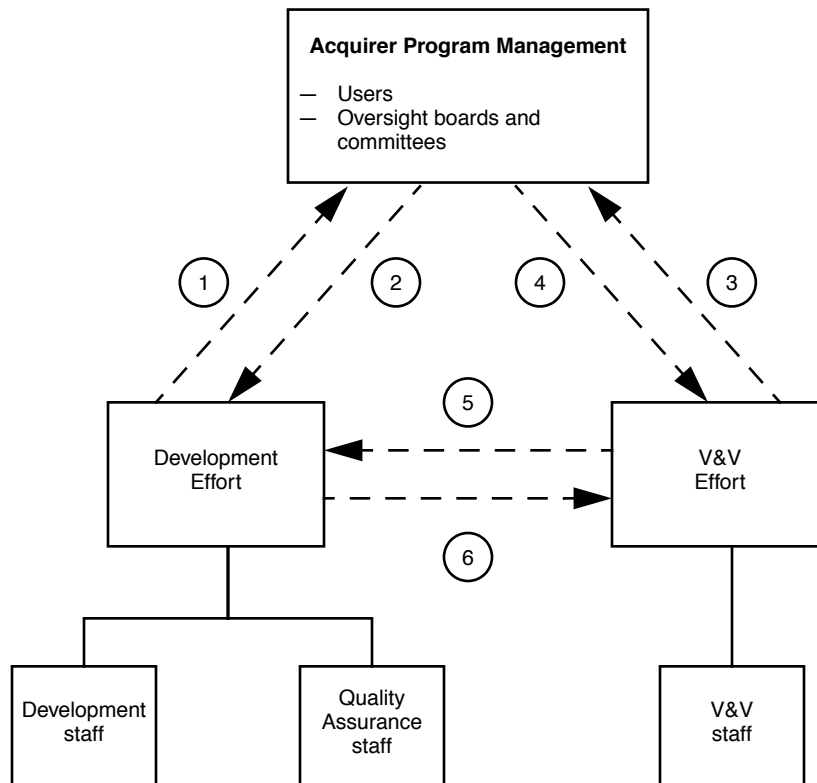 Acquirer Program Management
— Users
— Oversight boards and
committees
1
2
4
3
5
Development
Effort
V&V
Effort
6
Development
staff
Quality
Assurance
staff
V&V
staff